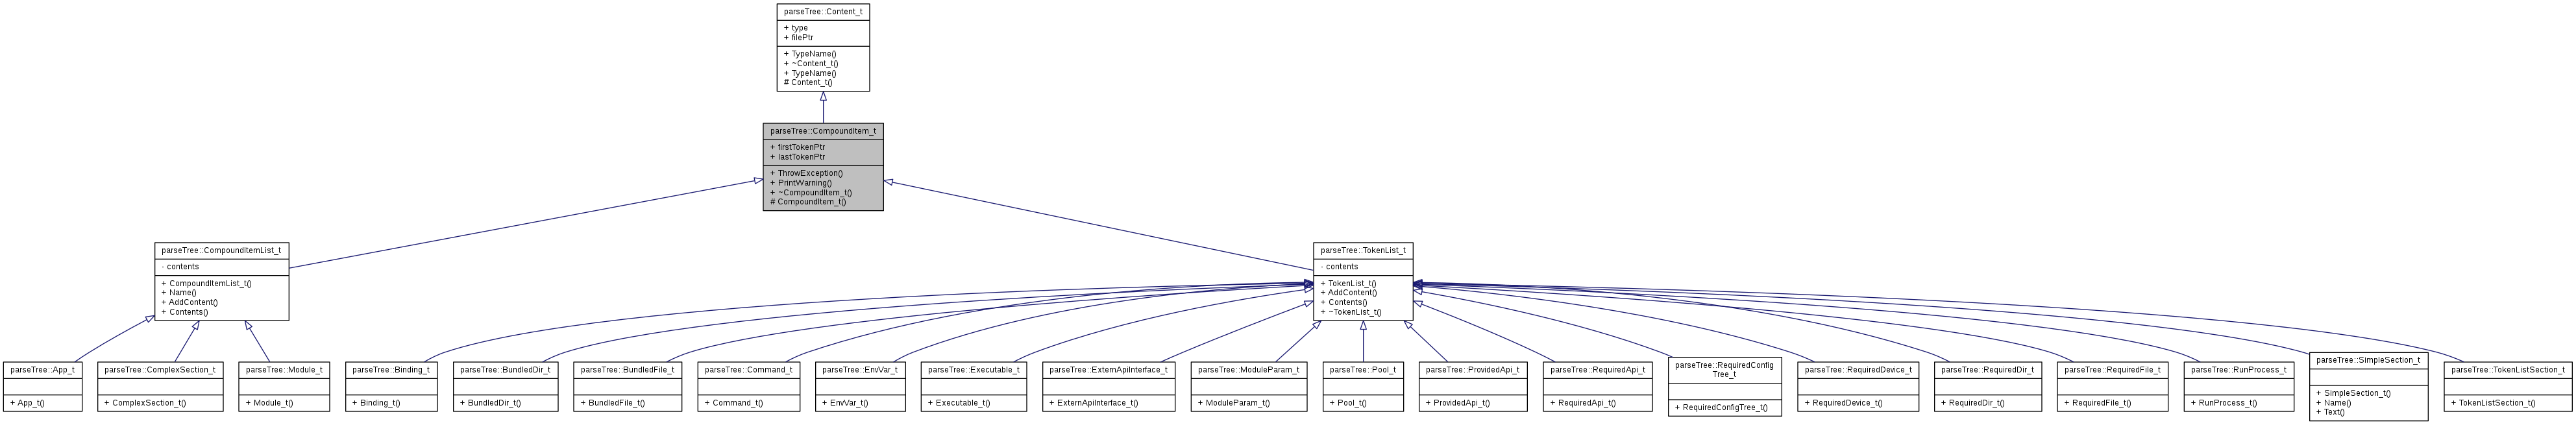 parseTree::Content_t
+ type
+ filePtr
+ TypeName()
+ ~Content_t()
+ TypeName()
# Content_t()
parseTree::CompoundItem_t
+ firstTokenPtr
+ lastTokenPtr
+ ThrowException()
+ PrintWarning()
+ ~CompoundItem_t()
# CompoundItem_t()
parseTree::CompoundItemList_t
- contents
+ CompoundItemList_t()
+ Name()
+ AddContent()
+ Contents()
parseTree::TokenList_t
- contents
+ TokenList_t()
+ AddContent()
+ Contents()
+ ~TokenList_t()
parseTree::App_t
+ App_t()
parseTree::ComplexSection_t
+ ComplexSection_t()
parseTree::Module_t
+ Module_t()
parseTree::Binding_t
+ Binding_t()
parseTree::BundledDir_t
+ BundledDir_t()
parseTree::BundledFile_t
+ BundledFile_t()
parseTree::Command_t
+ Command_t()
parseTree::EnvVar_t
+ EnvVar_t()
parseTree::Executable_t
+ Executable_t()
parseTree::ExternApiInterface_t
+ ExternApiInterface_t()
parseTree::ModuleParam_t
+ ModuleParam_t()
parseTree::Pool_t
+ Pool_t()
parseTree::ProvidedApi_t
+ ProvidedApi_t()
parseTree::RequiredApi_t
+ RequiredApi_t()
parseTree::RequiredConfig
Tree_t
+ RequiredConfigTree_t()
parseTree::RequiredDevice_t
+ RequiredDevice_t()
parseTree::RequiredDir_t
+ RequiredDir_t()
parseTree::RequiredFile_t
+ RequiredFile_t()
parseTree::RunProcess_t
+ RunProcess_t()
parseTree::SimpleSection_t
+ SimpleSection_t()
+ Name()
+ Text()
parseTree::TokenListSection_t
+ TokenListSection_t()